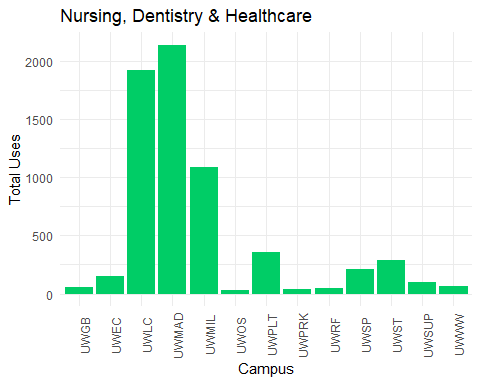 Nursing, Dentistry & Healthcare
Total Uses
2000
1500
1000
500
0
UWGB
UWEC
UWLC
UWMAD
UWMIL
UWOS
UWPLT
UWPRK
UWRF
UWSP
UWST
UWSUP
UWWW
Campus